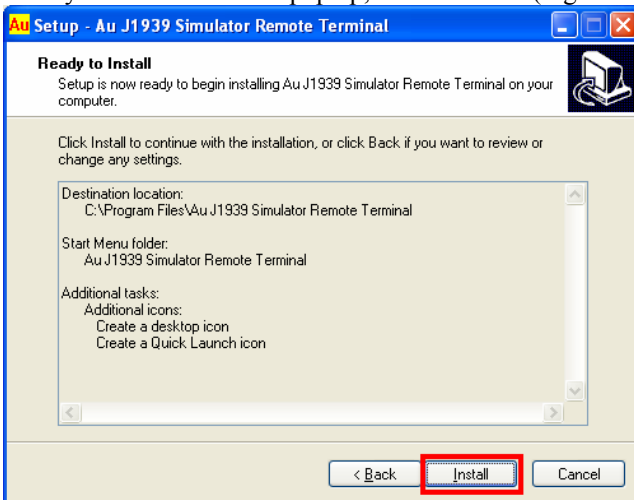 Au Setup - Au J1939 Simulator Remote Terminal
Ready to Install
Setup is now ready to begin installing Au J1939 Simulator Remote Terminal on your
computer.
Click Install to continue with the installation, or click Back if you want to review or
change any settings.
Destination location:
C:\Program Files\Au J1939 Simulator Remote Terminal
Start Menu folder:
Au J1939 Simulator Remote Terminal
Additional tasks:
Additional icons:
Create a desktop icon
Create a Quick Launch icon
< Back Install Cancel